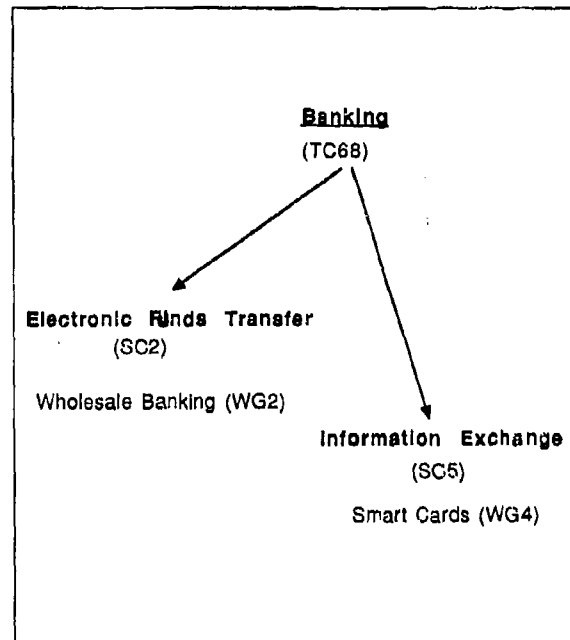 Banking
(TC68)
Electronic Funds Transfer
(SC2)
Wholesale Banking (WG2)
Information Exchange
(SC5)
Smart Cards (WG4)